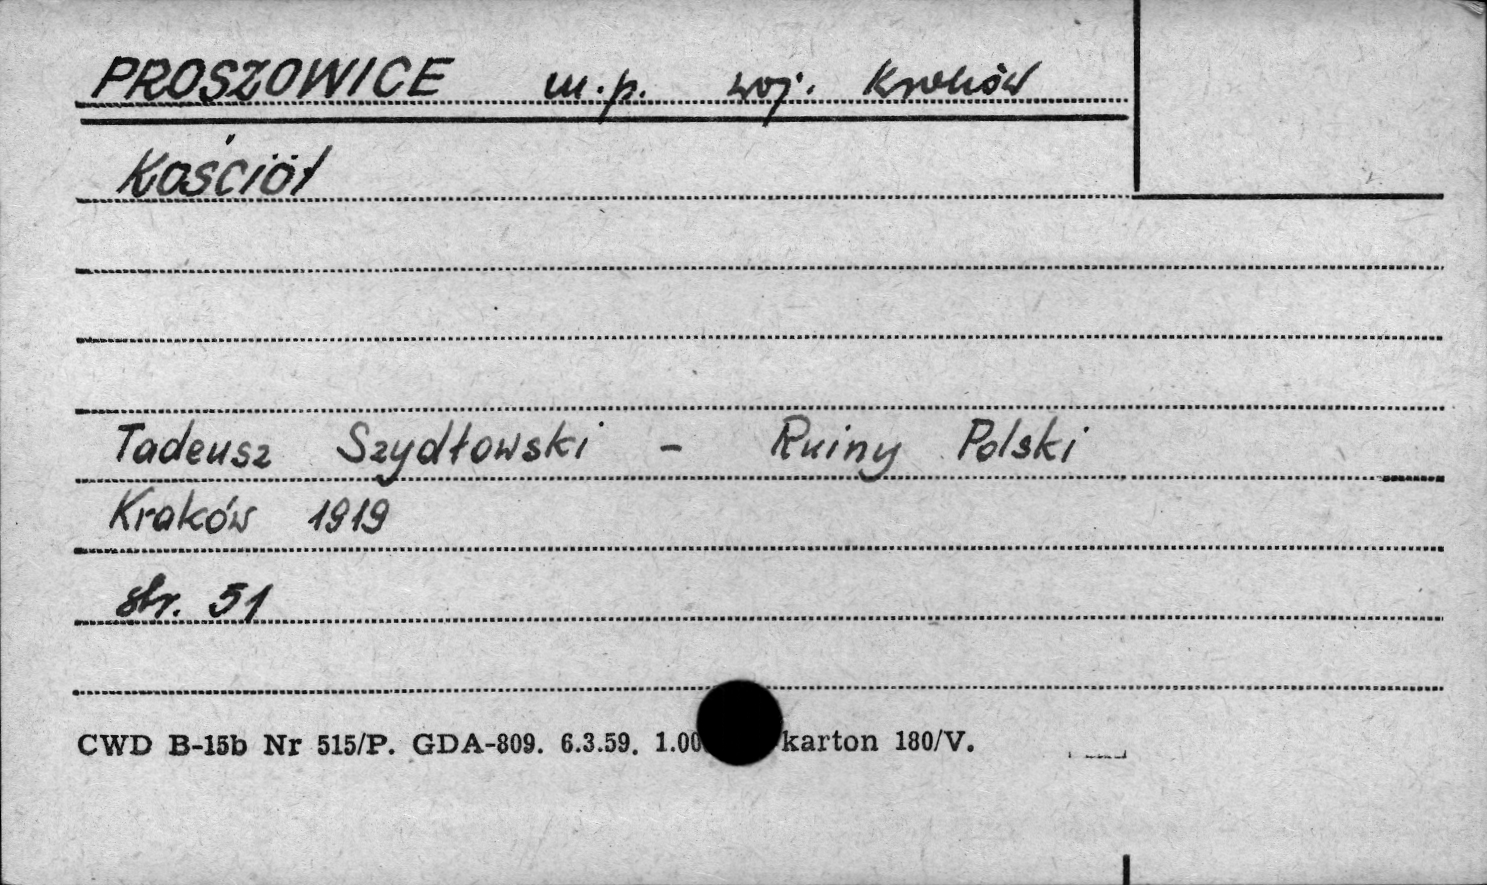 PROSZOWICE m.p. woj. Kraków
Kościół
Tadeusz Szydłowski - Ruiny Polski
Kraków 1919
str. 51
CWD B-15b Nr 515/P. GDA-809. 6.3.59. 1.00 karton 180/V.